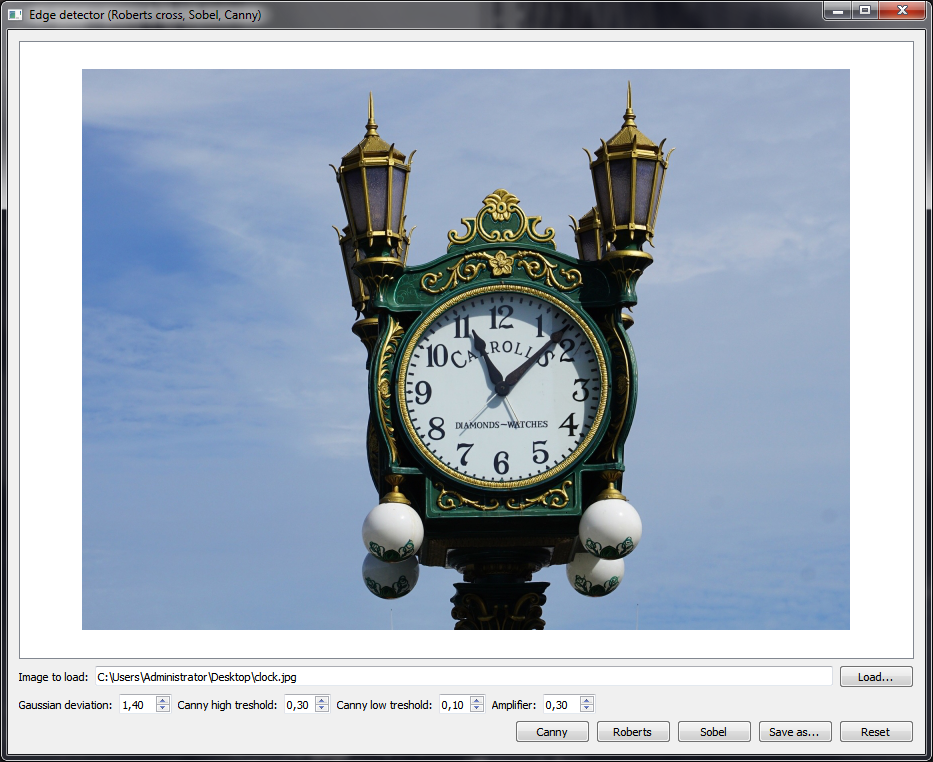 Edge detector (Roberts cross, Sobel, Canny)
12
11
1
10
CARROLLS
2
9
3
8
DIAMONDS~WATCHES
4
7
5
6
Image to load: C:\Users\Administrator\Desktop\clock.jpg Load...
Gaussian deviation: 1,40 Canny high treshold: 0,30 Canny low treshold: 0,10 Amplifier: 0,30
Canny Roberts Sobel Save as... Reset